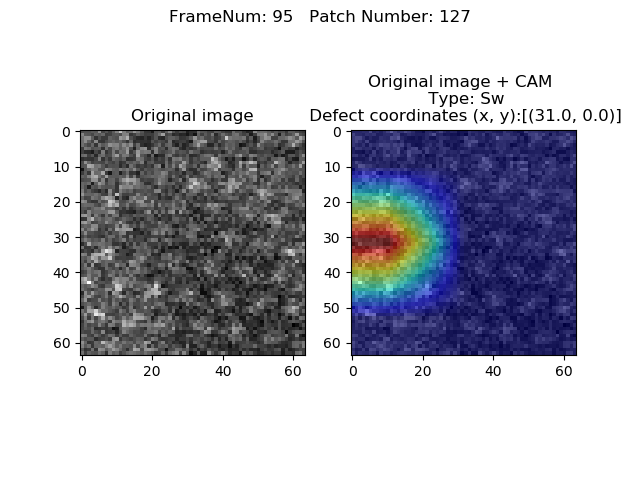 FrameNum: 95   Patch Number: 127
Original image
0
10
20
30
40
50
60
0 20 40 60
Original image + CAM
Type: Sw
Defect coordinates (x, y):[(31.0, 0.0)]
0
10
20
30
40
50
60
0 20 40 60